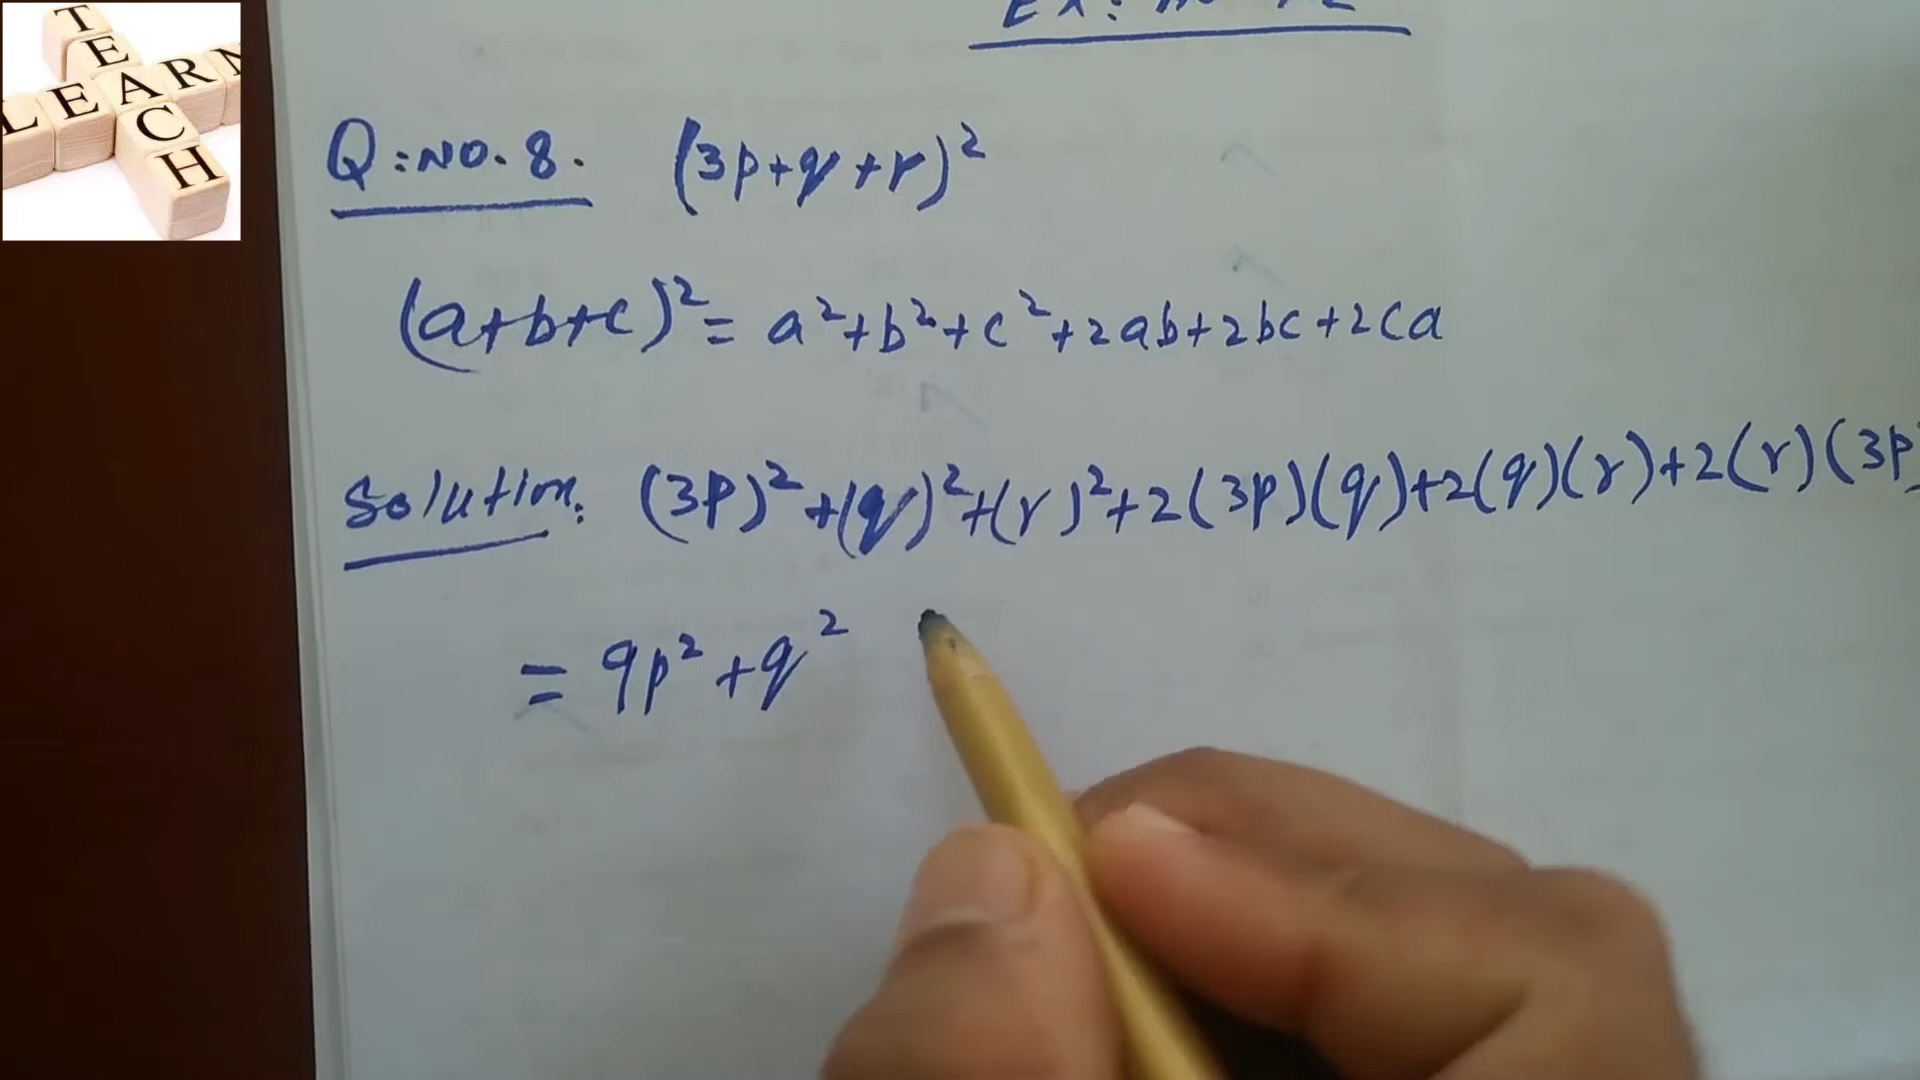 TEACH
LEARN
Q:NO.8. (3p+q+r)²
(a+b+c)²= a²+b²+c²+2ab+2bc+2ca
Solution: (3p)²+(q)²+(r)²+2(3p)(q)+2(q)(r)+2(r)(3p)
= 9p²+q²